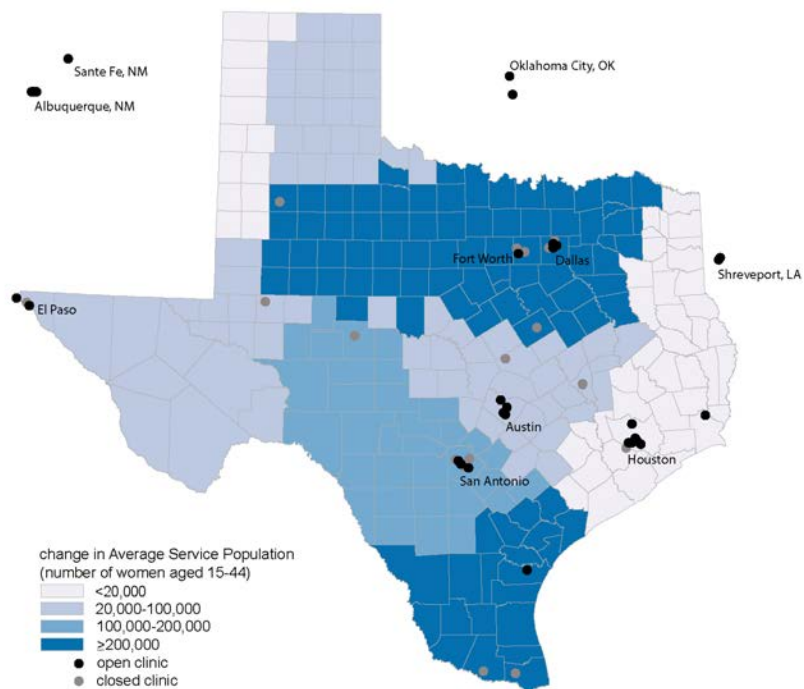 Sante Fe, NM
Albuquerque, NM
Oklahoma City, OK
Fort Worth
Dallas
Shreveport, LA
El Paso
Austin
Houston
San Antonio
change in Average Service Population
(number of women aged 15-44)
<20,000
20,000-100,000
100,000-200,000
≥200,000
open clinic
closed clinic